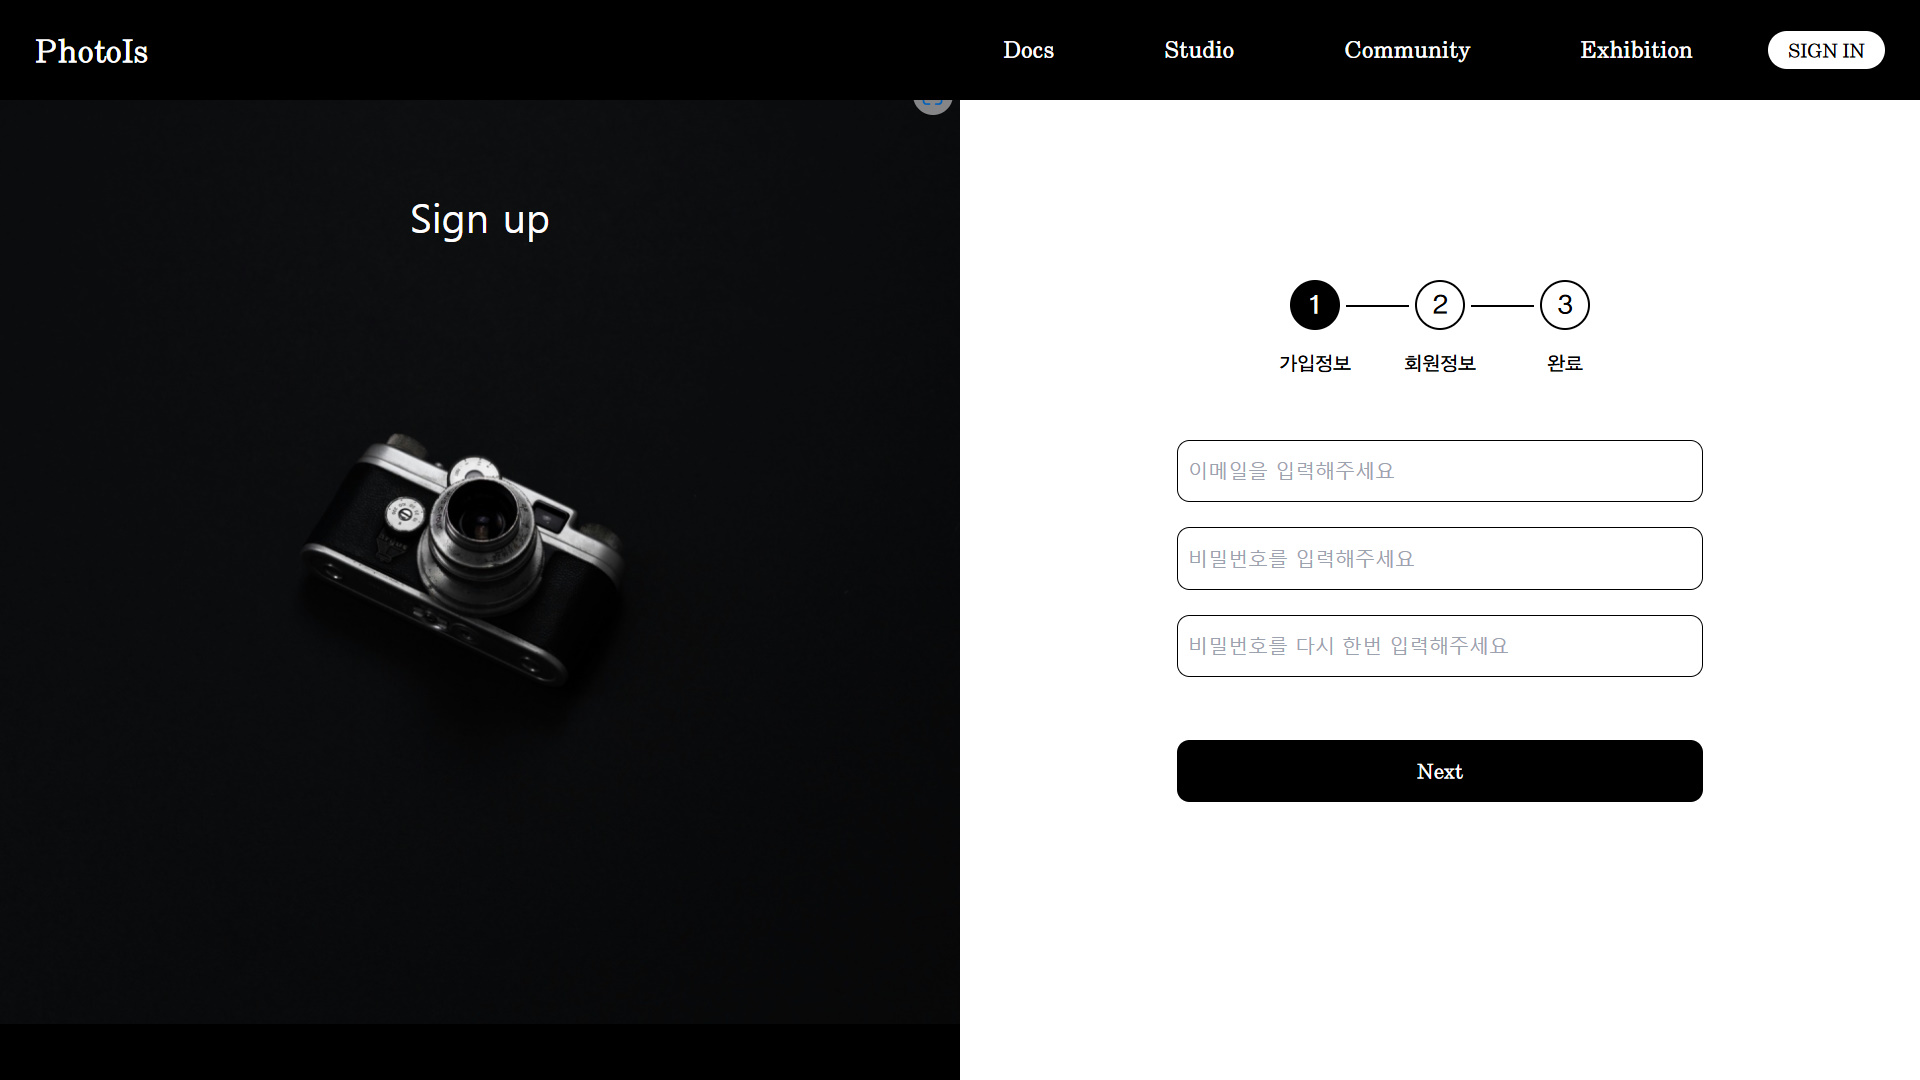 PhotoIs
Docs
Studio
Community
Exhibition
SIGN IN
Sign up
1
2
3
가입정보
회원정보
완료
이메일을 입력해주세요
비밀번호를 입력해주세요
비밀번호를 다시 한번 입력해주세요
Next